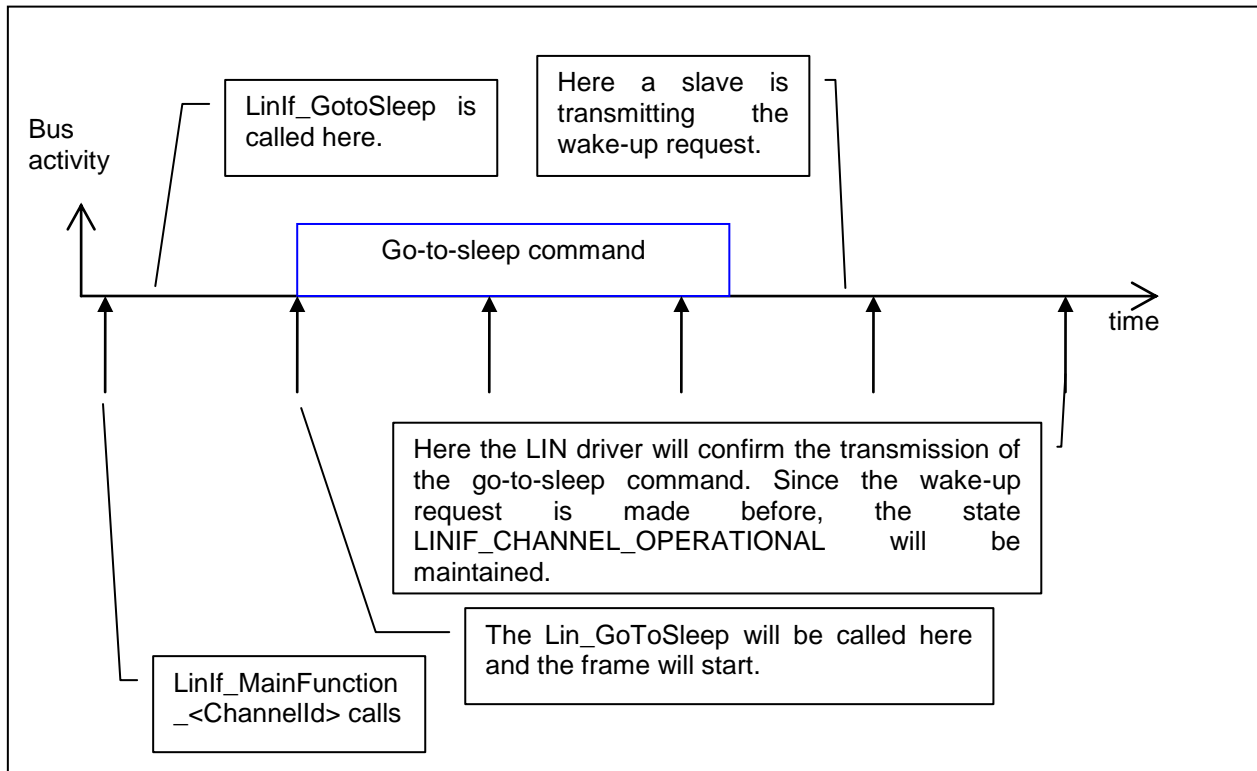 LinIf_GotoSleep is
called here.
Here a slave is
transmitting the
wake-up request.
Bus
activity
Go-to-sleep command
time
Here the LIN driver will confirm the transmission of
the go-to-sleep command. Since the wake-up
request is made before, the state
LINIF_CHANNEL_OPERATIONAL will be
maintained.
The Lin_GoToSleep will be called here
and the frame will start.
LinIf_MainFunction
_<ChannelId> calls